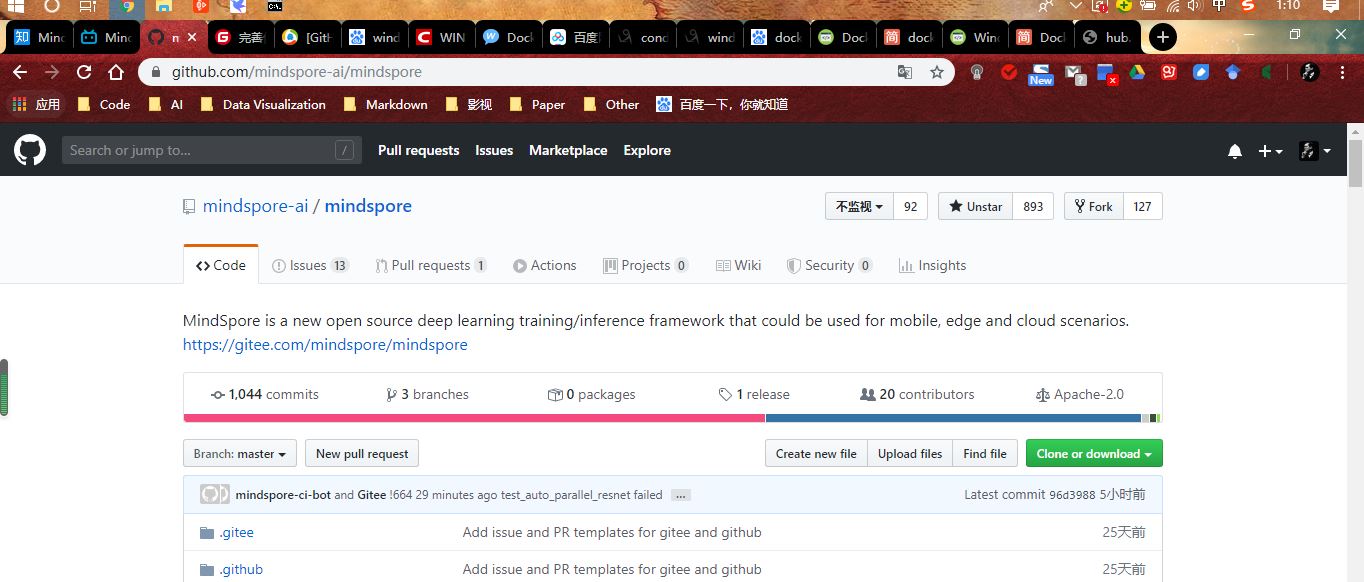 中 1:10
Minc Minc n 完善 [Gith wind WIN Dock 百度 cond wind dock Dock dock Wind Dock hub.
github.com/mindspore-ai/mindspore
New
应用 Code AI Data Visualization Markdown 影视 Paper Other 百度一下，你就知道
Search or jump to... / Pull requests Issues Marketplace Explore
mindspore-ai / mindspore 不监视 92 Unstar 893 Fork 127
Code Issues 13 Pull requests 1 Actions Projects 0 Wiki Security 0 Insights
MindSpore is a new open source deep learning training/inference framework that could be used for mobile, edge and cloud scenarios.
https://gitee.com/mindspore/mindspore
1,044 commits 3 branches 0 packages 1 release 20 contributors Apache-2.0
Branch: master New pull request Create new file Upload files Find file Clone or download
mindspore-ci-bot and Gitee !664 29 minutes ago test_auto_parallel_resnet failed ... Latest commit 96d3988 5小时前
.gitee Add issue and PR templates for gitee and github 25天前
.github Add issue and PR templates for gitee and github 25天前